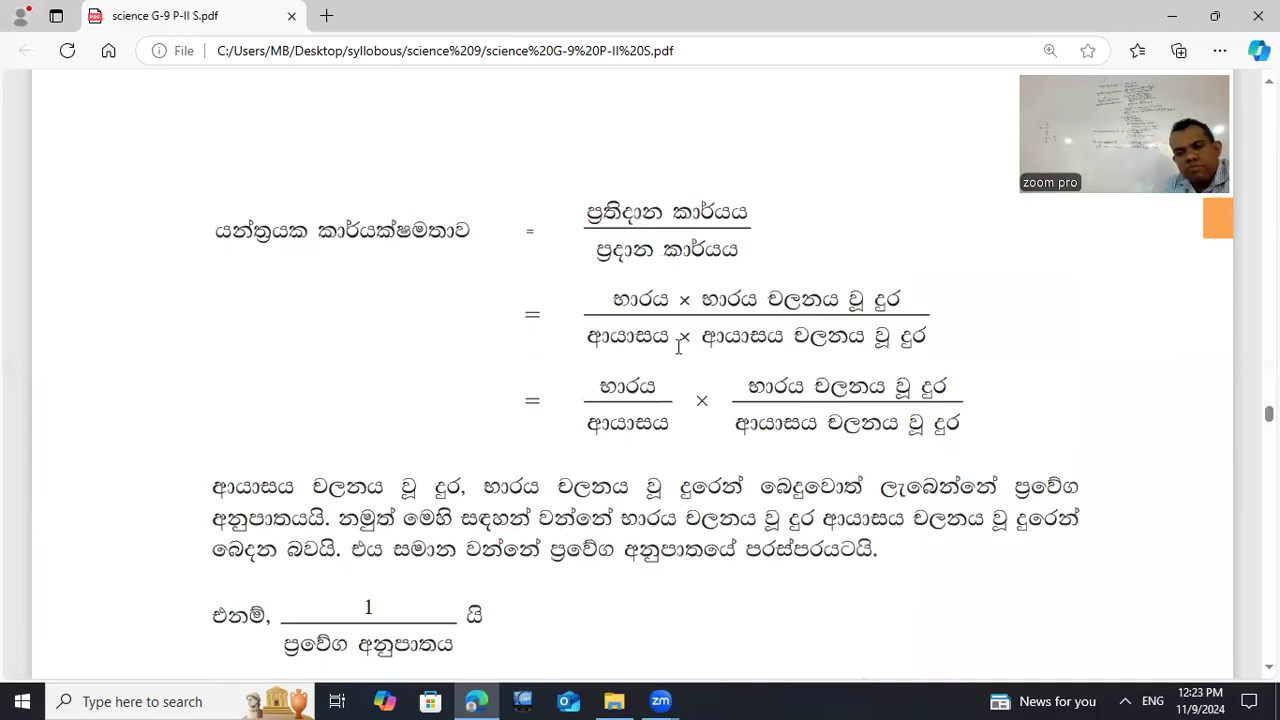 science G-9 P-II S.pdf
File
C:/Users/MB/Desktop/syllobous/science%209/science%20G-9%20P-II%20S.pdf
zoom pro
යන්ත්‍රයක කාර්යක්ෂමතාව = ප්‍රතිදාන කාර්යය
ප්‍රදාන කාර්යය
= භාරය × භාරය චලනය වූ දුර
ආයාසය × ආයාසය චලනය වූ දුර
= භාරය × භාරය චලනය වූ දුර
ආයාසය ආයාසය චලනය වූ දුර
ආයාසය චලනය වූ දුර, භාරය චලනය වූ දුරෙන් බෙදුවොත් ලැබෙන්නේ ප්‍රවේග
අනුපාතයයි. නමුත් මෙහි සඳහන් වන්නේ භාරය චලනය වූ දුර ආයාසය චලනය වූ දුරෙන්
බෙදන බවයි. එය සමාන වන්නේ ප්‍රවේග අනුපාතයේ පරස්පරයටයි.
එනම්, 1 යි
ප්‍රවේග අනුපාතය
Type here to search
News for you
ENG
12:23 PM
11/9/2024